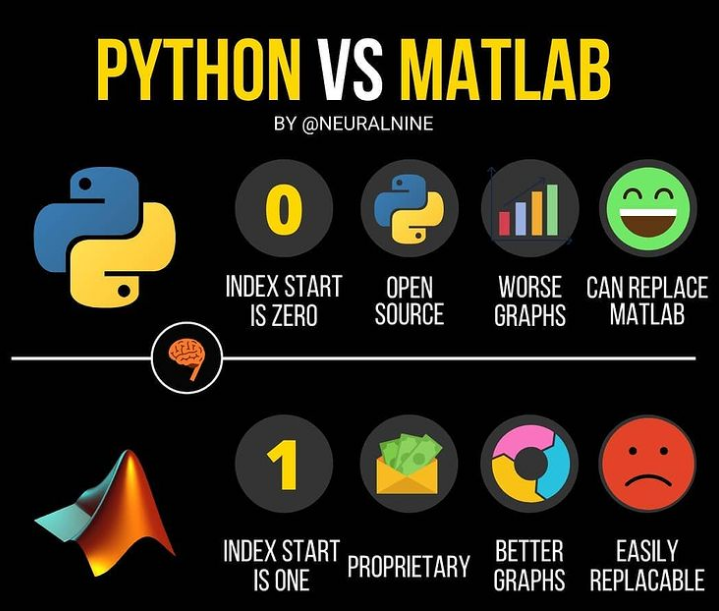 PYTHON VS MATLAB
BY @NEURALNINE
0
INDEX START
IS ZERO
OPEN
SOURCE
WORSE
GRAPHS
CAN REPLACE
MATLAB
1
INDEX START
IS ONE
PROPRIETARY
BETTER
GRAPHS
EASILY
REPLACABLE